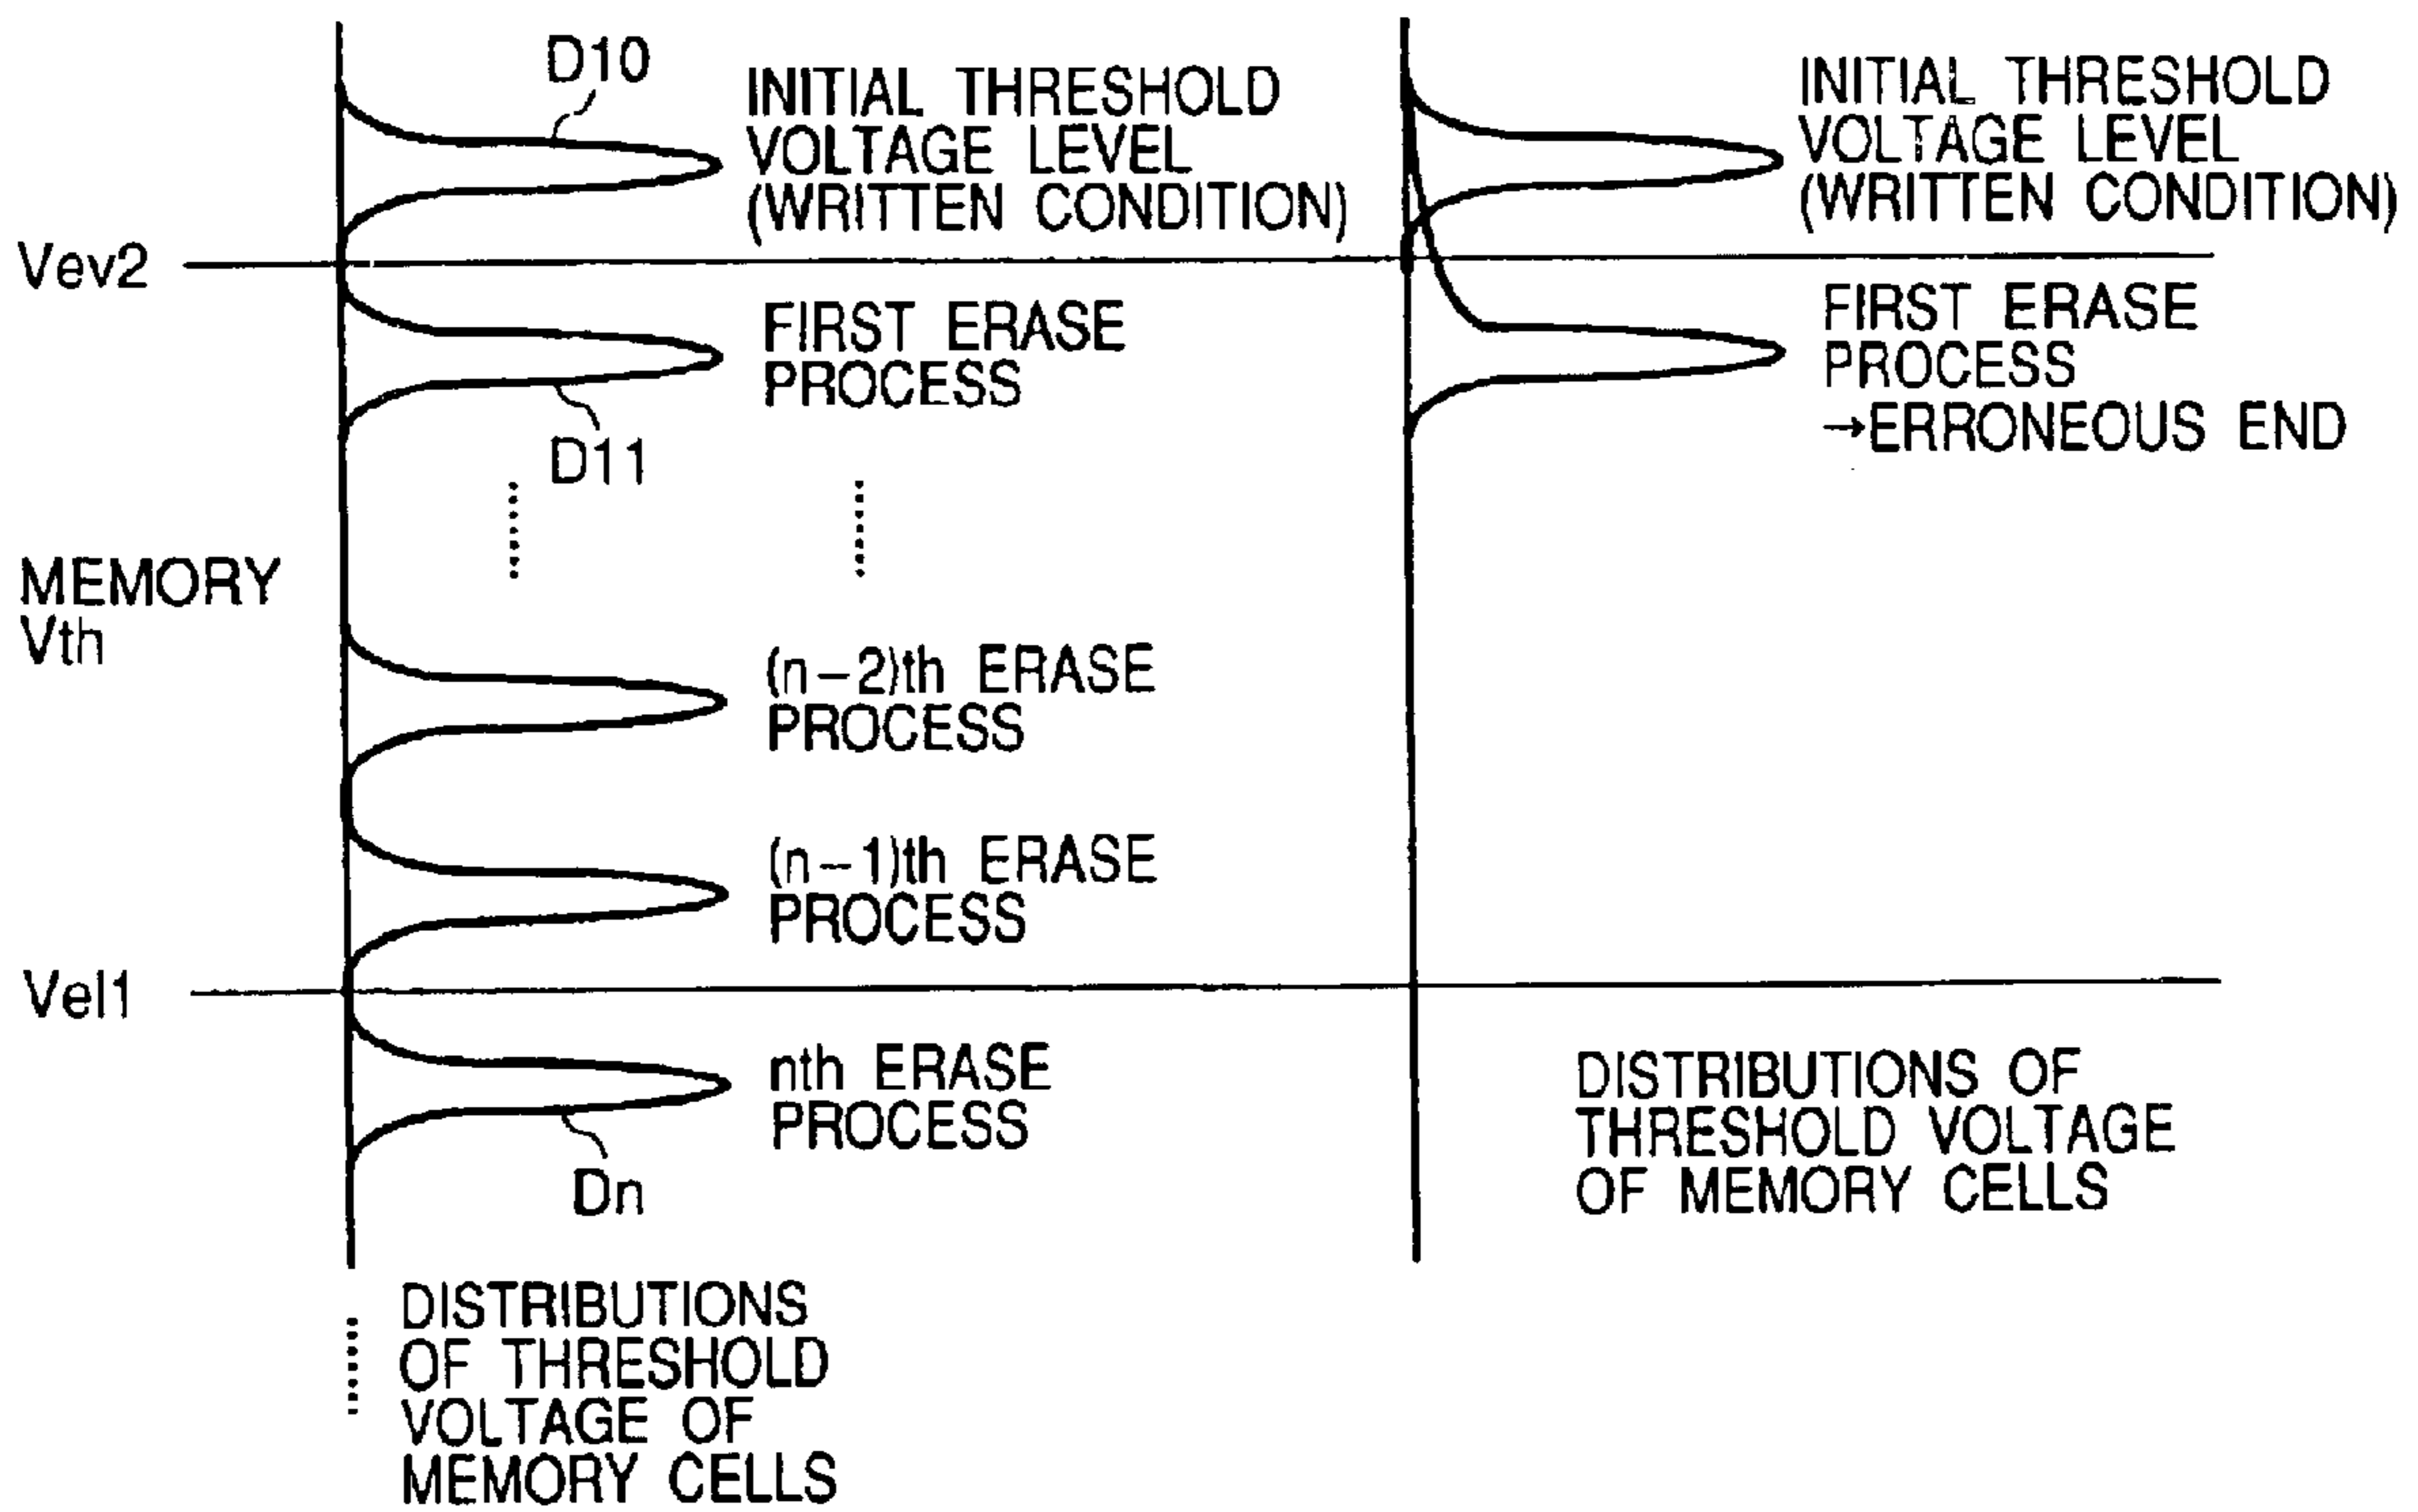 D10
INITIAL THRESHOLD
VOLTAGE LEVEL
(WRITTEN CONDITION)
INITIAL THRESHOLD
VOLTAGE LEVEL
(WRITTEN CONDITION)
Vev2
FIRST ERASE
PROCESS
D11
FIRST ERASE
PROCESS
→ERRONEOUS END
MEMORY
Vth
(n−2)th ERASE
PROCESS
(n−1)th ERASE
PROCESS
Vel1
nth ERASE
PROCESS
Dn
DISTRIBUTIONS OF
THRESHOLD VOLTAGE
OF MEMORY CELLS
DISTRIBUTIONS
OF THRESHOLD
VOLTAGE OF
MEMORY CELLS